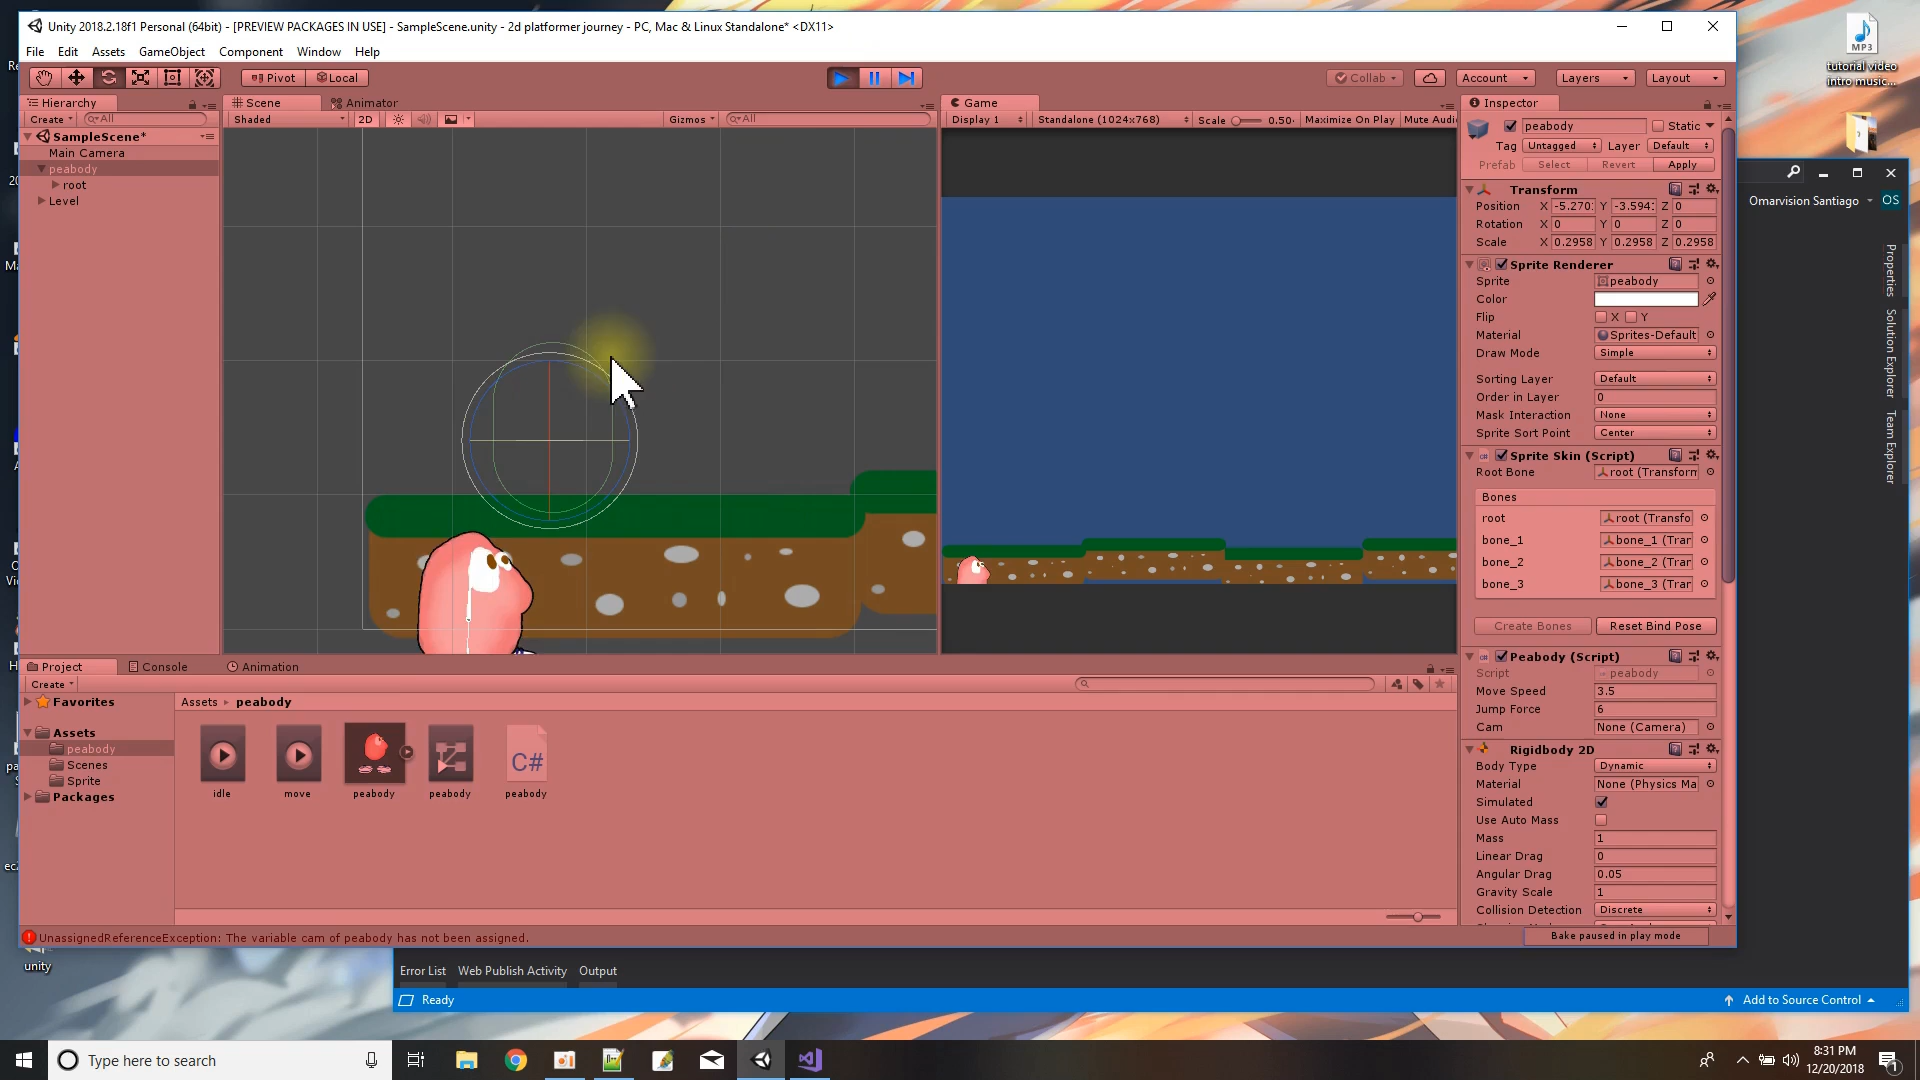 Unity 2018.2.18f1 Personal (64bit) - [PREVIEW PACKAGES IN USE] - SampleScene.unity - 2d platformer journey - PC, Mac & Linux Standalone* <DX11>
File Edit Assets GameObject Component Window Help
Pivot Local Collab Account Layers Layout
Hierarchy
Create All
SampleScene*
Main Camera
peabody
root
Level
Scene Animator
Shaded 2D Gizmos All
Game
Display 1 Standalone (1024x768) Scale 0.50 Maximize On Play Mute Audi
Inspector
peabody Static
Tag Untagged Layer Default
Prefab Select Revert Apply
Transform
Position X -5.270 Y -3.594 Z 0
Rotation X 0 Y 0 Z 0
Scale X 0.2958 Y 0.2958 Z 0.2958
Sprite Renderer
Sprite peabody
Color
Flip X Y
Material Sprites-Default
Draw Mode Simple
Sorting Layer Default
Order in Layer 0
Mask Interaction None
Sprite Sort Point Center
Sprite Skin (Script)
Root Bone root (Transform
Bones
root root (Transfo
bone_1 bone_1 (Tran
bone_2 bone_2 (Tran
bone_3 bone_3 (Tran
Create Bones Reset Bind Pose
Peabody (Script)
Script peabody
Move Speed 3.5
Jump Force 6
Cam None (Camera)
Rigidbody 2D
Body Type Dynamic
Material None (Physics Ma
Simulated
Use Auto Mass
Mass 1
Linear Drag 0
Angular Drag 0.05
Gravity Scale 1
Collision Detection Discrete
Bake paused in play mode
Project Console Animation
Create
Favorites
Assets
peabody
Scenes
Sprite
Packages
Assets peabody
idle move peabody peabody peabody
C#
UnassignedReferenceException: The variable cam of peabody has not been assigned.
Omarvision Santiago OS
Properties
Solution Explorer
Team Explorer
Error List Web Publish Activity Output
Ready Add to Source Control
MP3
tutorial video
intro music...
unity
Type here to search
8:31 PM
12/20/2018
1